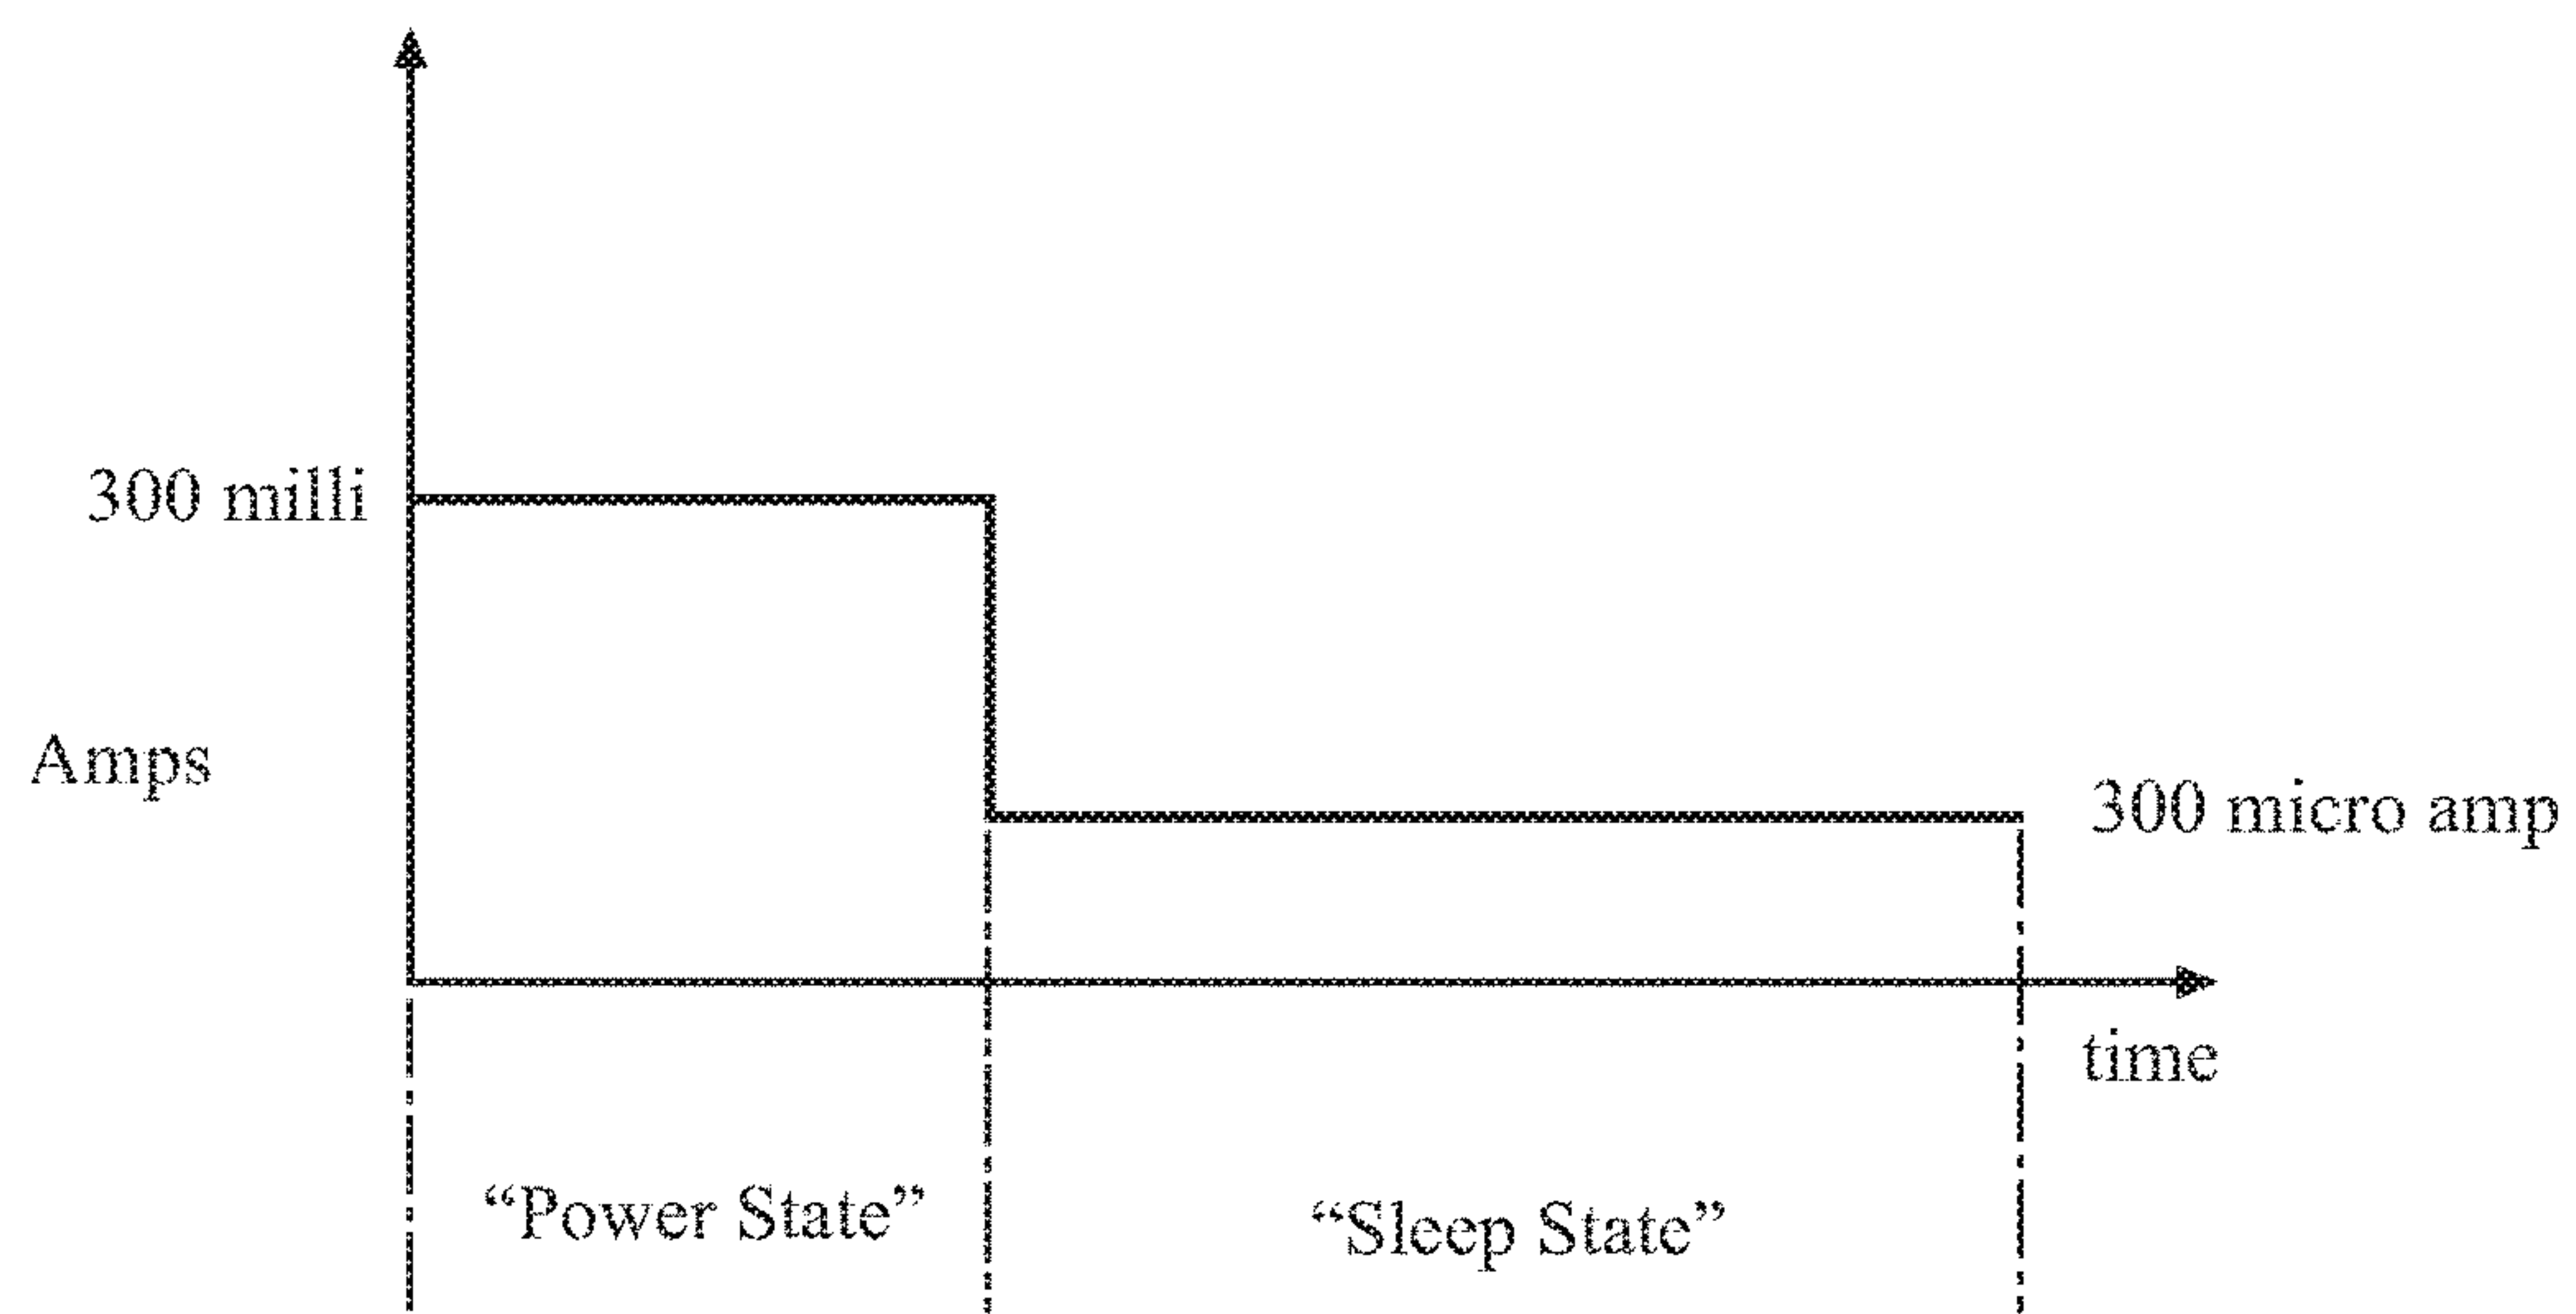 300 milli
Amps
300 micro amp
time
“Power State”
“Sleep State”